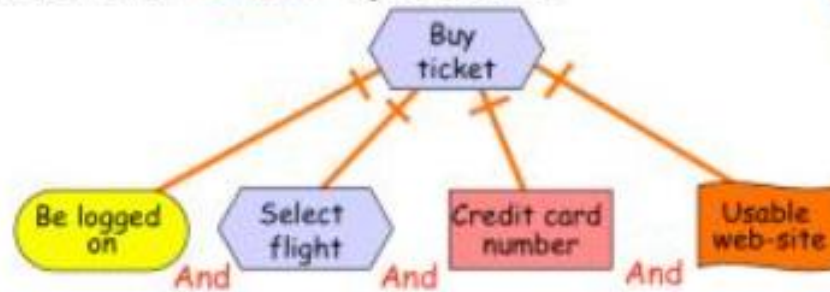 Buy
ticket
Be logged
on
And
Select
flight
And
Credit card
number
And
Usable
web-site